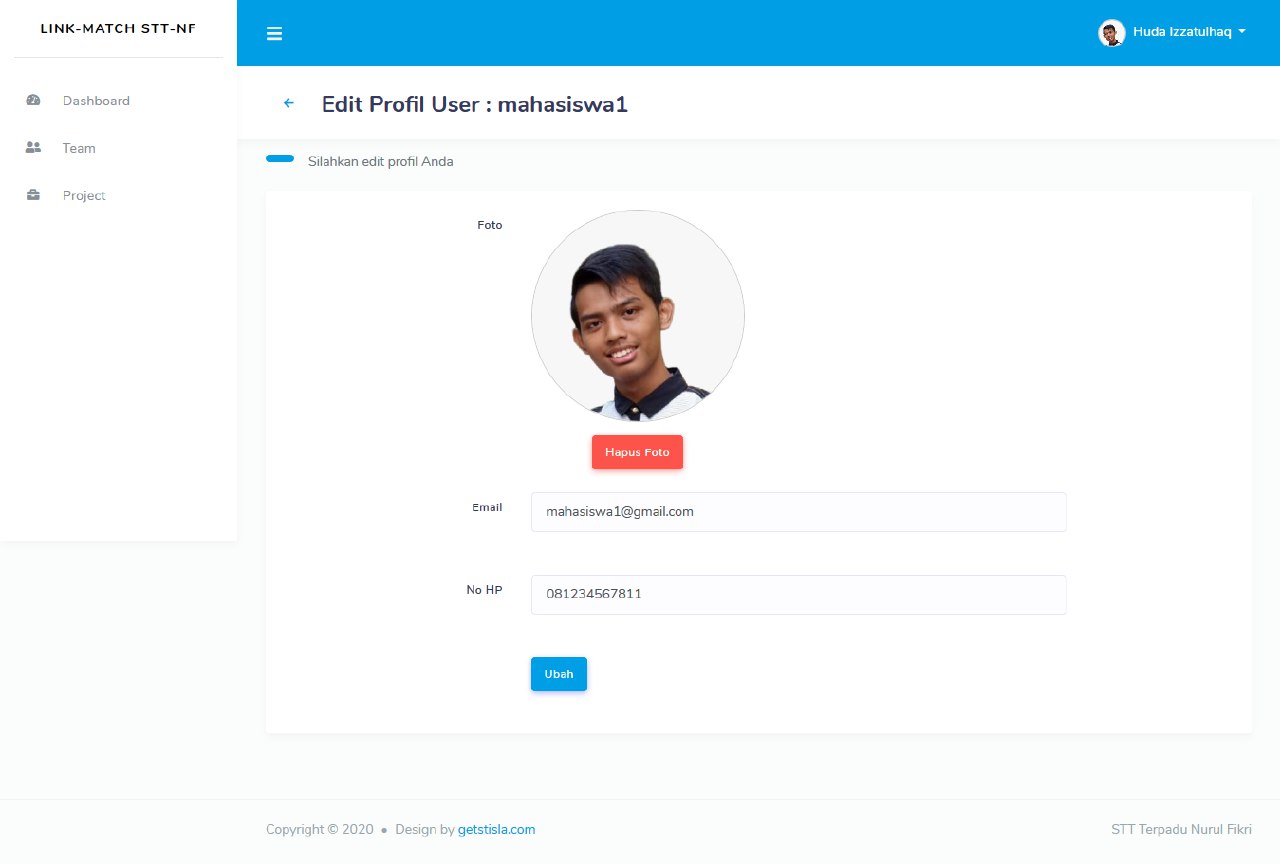 LINK-MATCH STT-NF
Huda Izzatulhaq
Dashboard
Team
Project
Edit Profil User : mahasiswa1
Silahkan edit profil Anda
Foto
Hapus Foto
Email
mahasiswa1@gmail.com
No HP
081234567811
Ubah
Copyright © 2020 • Design by getstisla.com
STT Terpadu Nurul Fikri